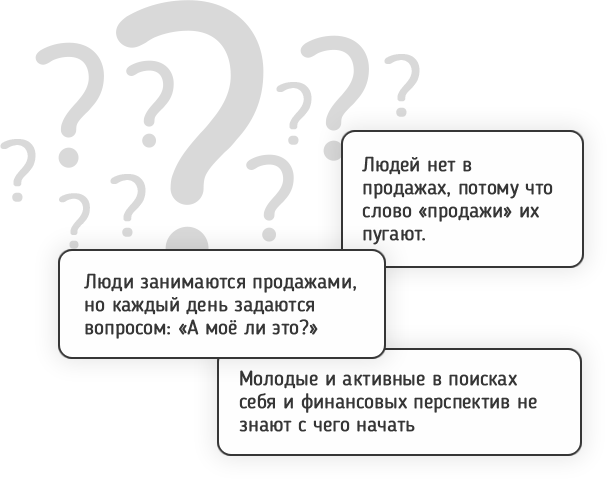 Людей нет в
продажах, потому что
слово «продажи» их
пугают.
Люди занимаются продажами,
но каждый день задаются
вопросом: «А моё ли это?»
Молодые и активные в поисках
себя и финансовых перспектив не
знают с чего начать